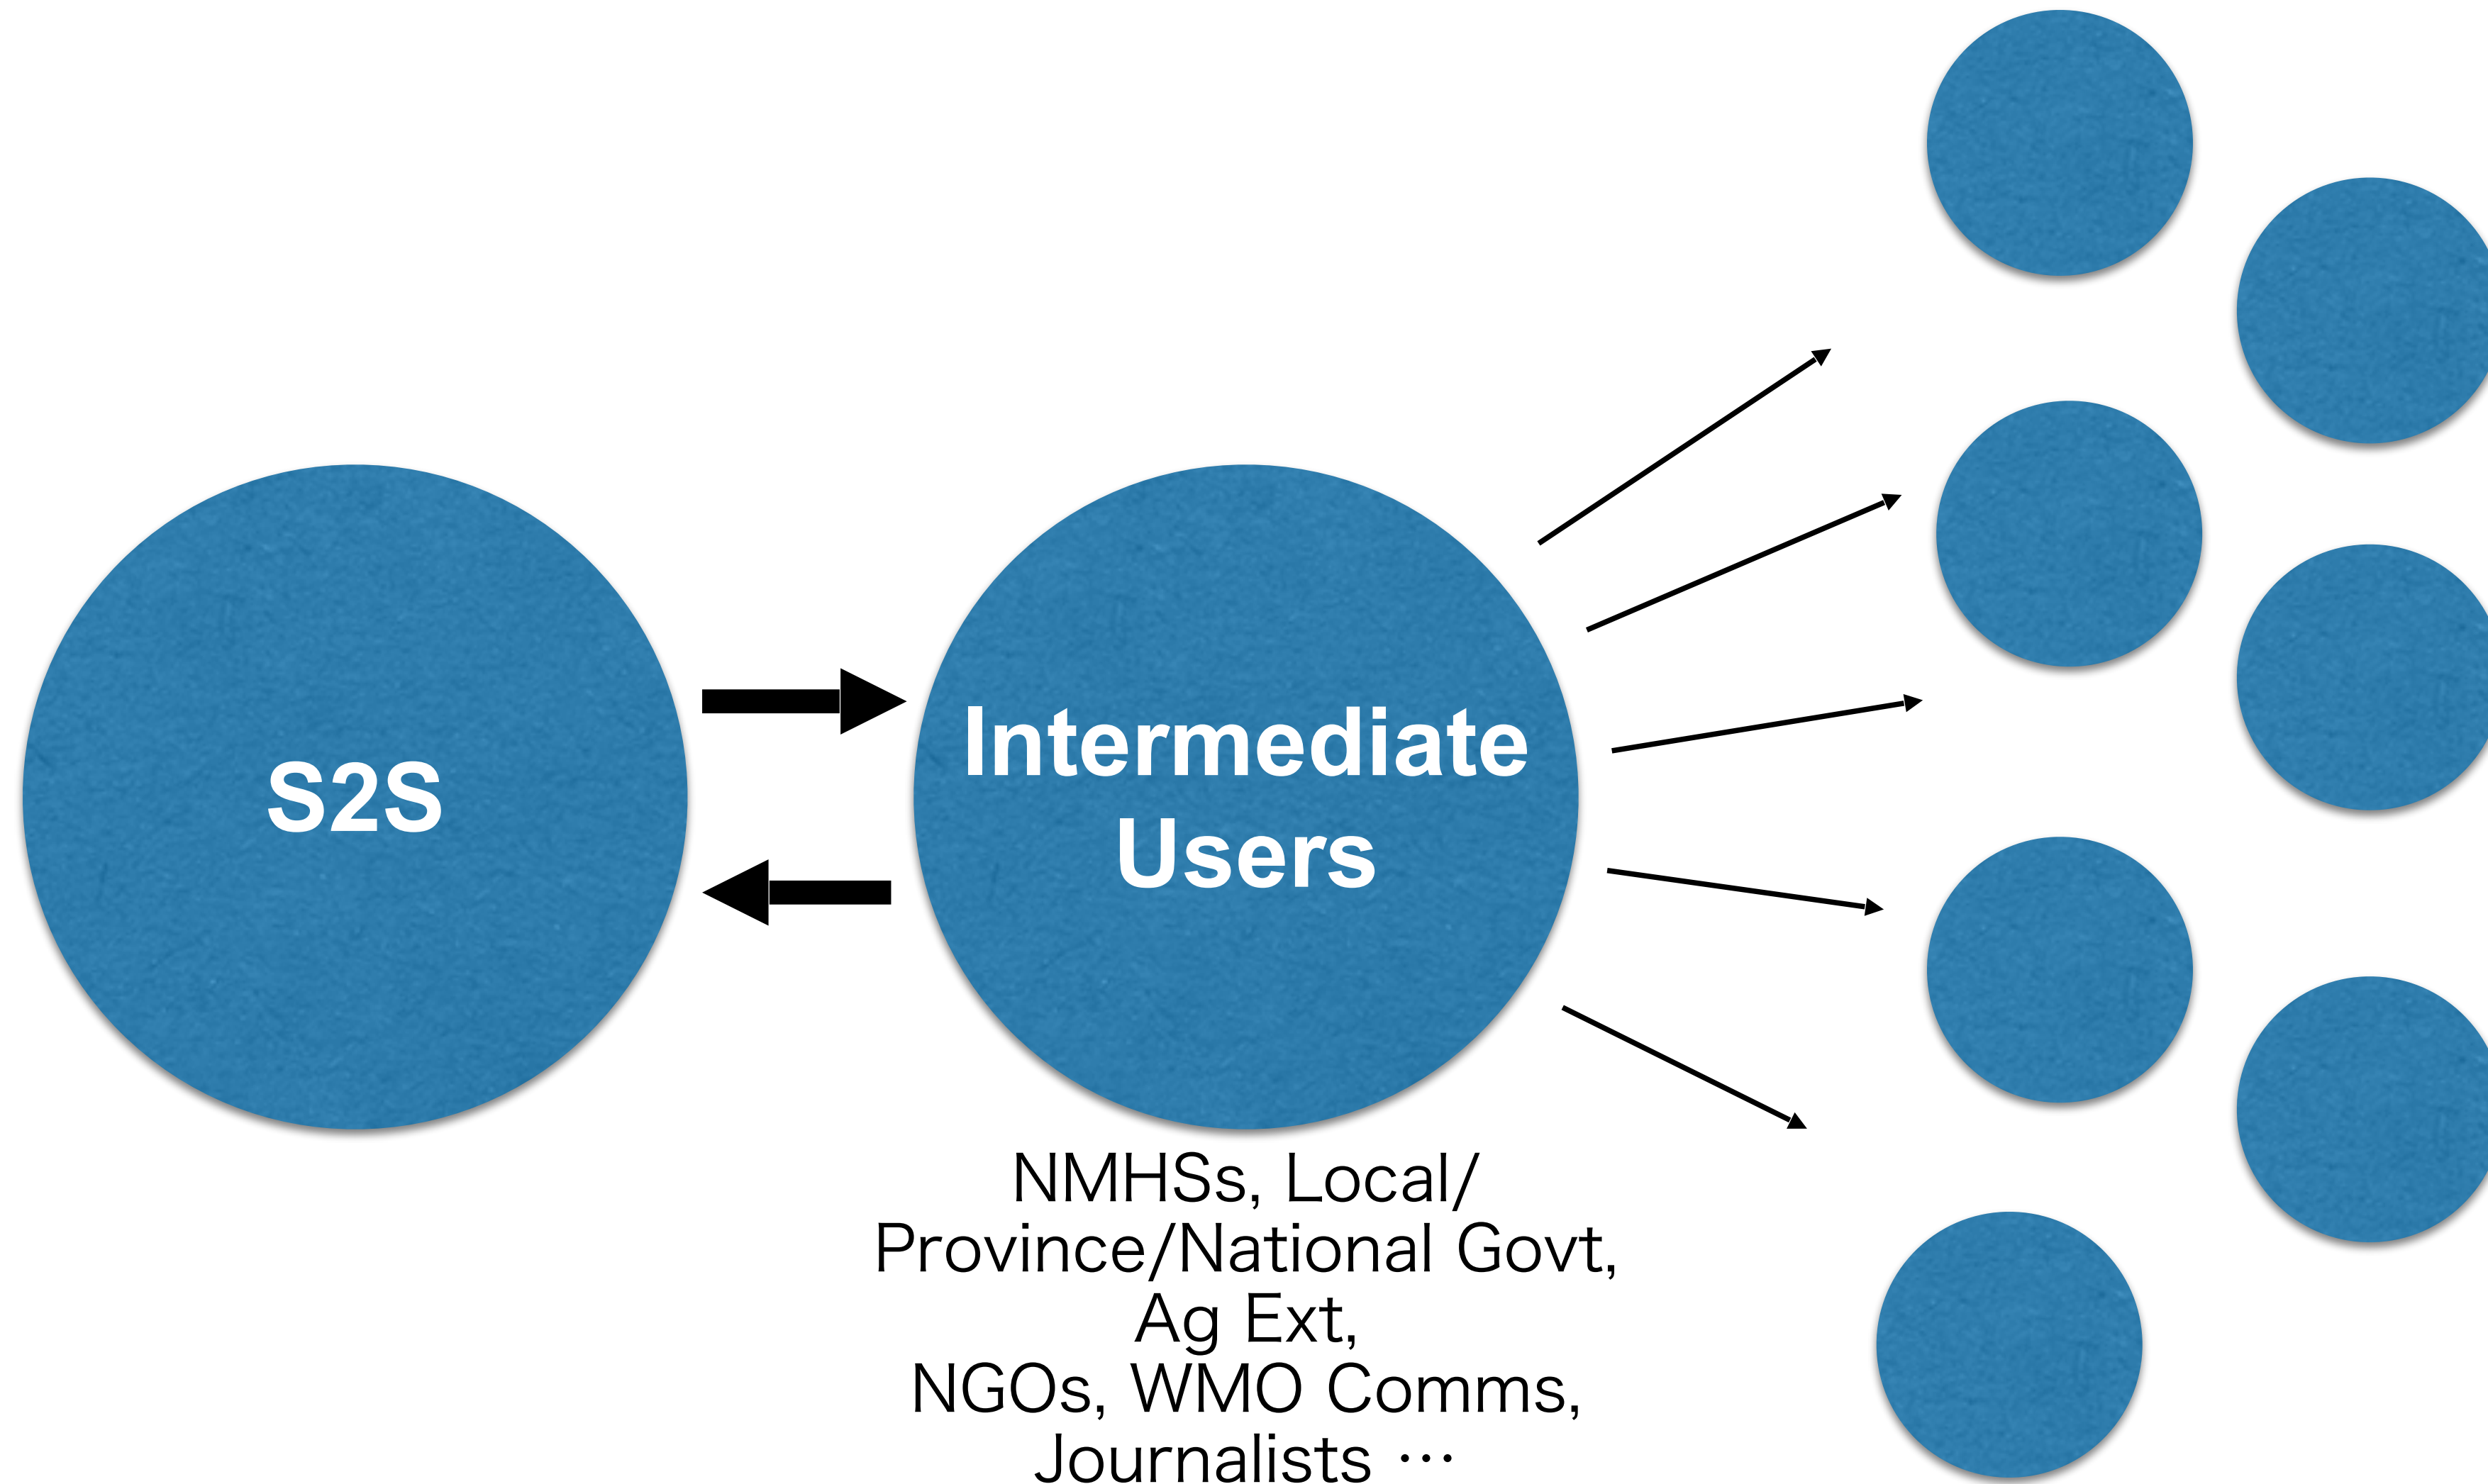 S2S
Intermediate
Users
NMHSs, Local/
Province/National Govt,
Ag Ext,
NGOs, WMO Comms,
Journalists ⋯